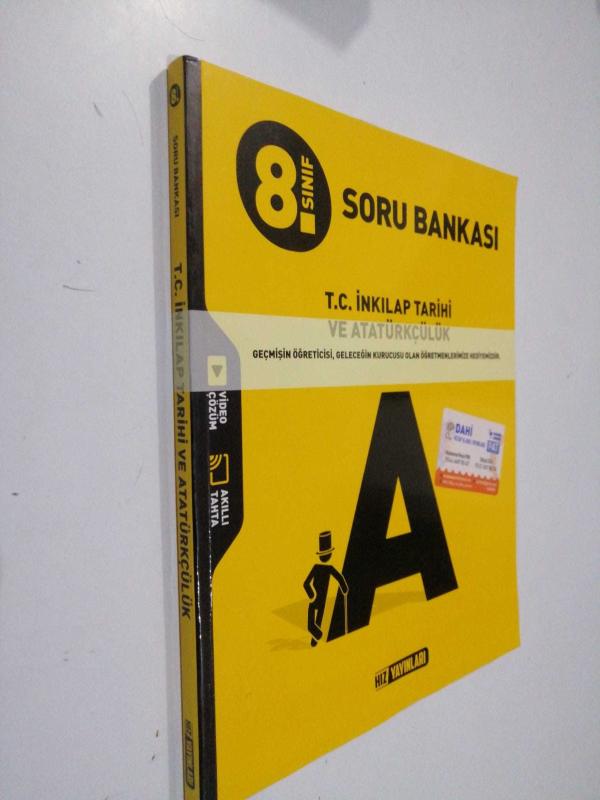 8.
SINIF
SORU BANKASI
T.C. İNKILAP TARİHİ
VE ATATÜRKÇÜLÜK
GEÇMİŞİN ÖĞRETİCİSİ, GELECEĞİN KURUCUSU OLAN ÖĞRETMENLERİMİZE HEDİYEMİZDİR.
VİDEO
ÇÖZÜM
AKILLI
TAHTA
A
DAHİ
HIZ YAYINLARI
SORU BANKASI
T.C. İNKILAP TARİHİ VE ATATÜRKÇÜLÜK
HIZ YAYINLARI